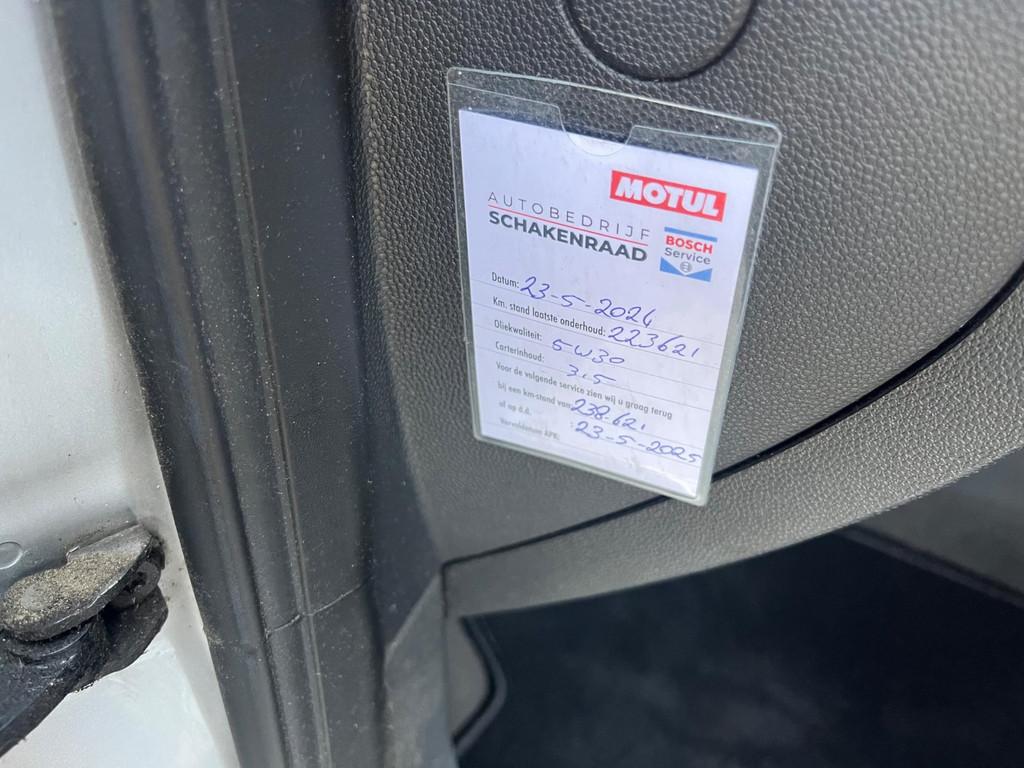 MOTUL
AUTOBEDRIJF
SCHAKENRAAD
BOSCH
Service
Datum: 23-5-2024
Km. stand laatste onderhoud: 223621
Oliekwaliteit: 5W30
Carterinhoud: 3.5
Voor de volgende service zien wij u graag terug
bij een km-stand van: 238.621
of op d.d. : 23-5-2025
Vervaldatum APK: